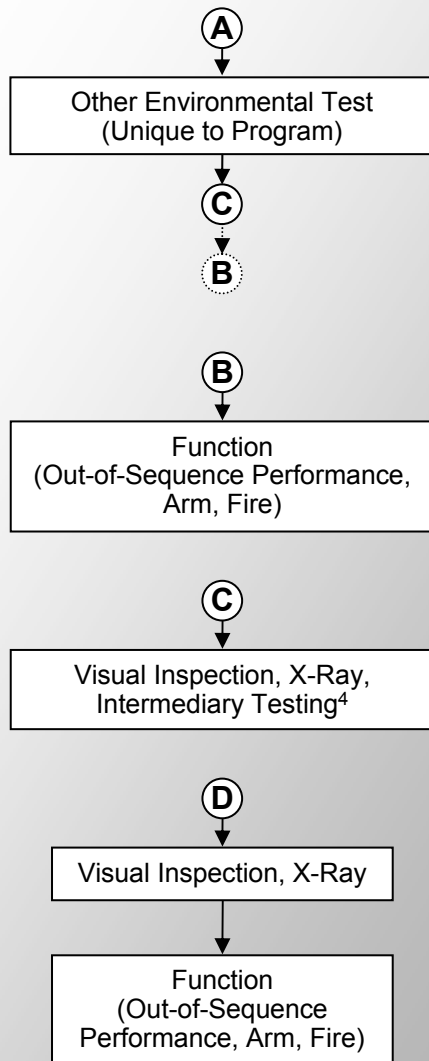 A
Other Environmental Test
(Unique to Program)
C
B
B
Function
(Out-of-Sequence Performance,
Arm, Fire)
C
Visual Inspection, X-Ray,
Intermediary Testing⁴
D
Visual Inspection, X-Ray
Function
(Out-of-Sequence
Performance, Arm, Fire)